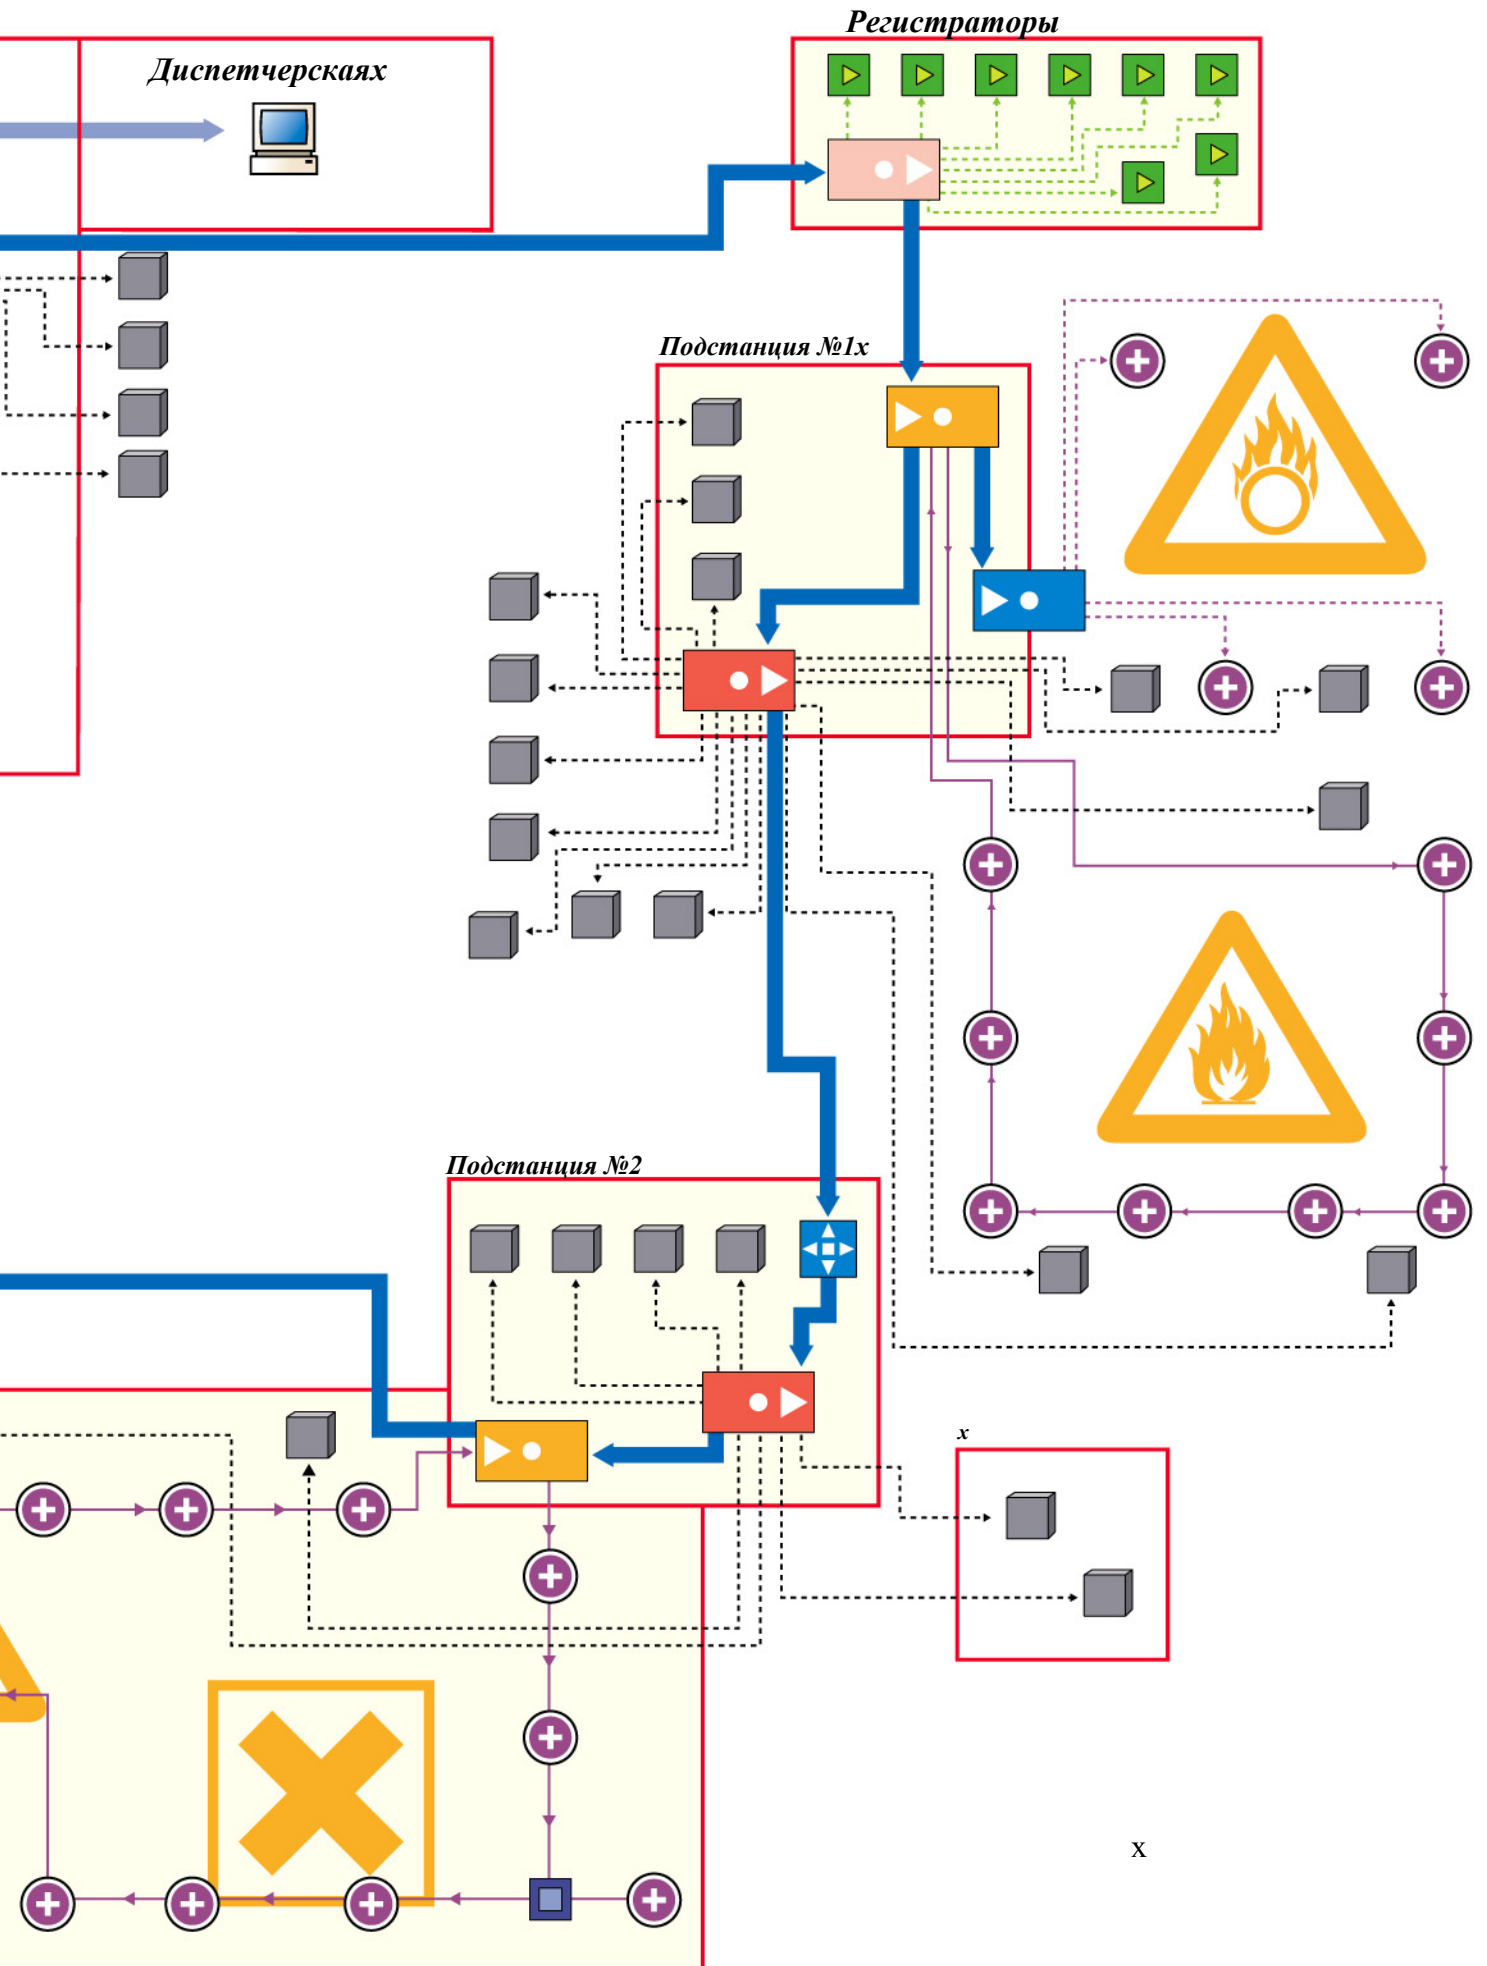 Регистраторы
Диспетчерскаях
Подстанция №1х
Подстанция №2
х
х